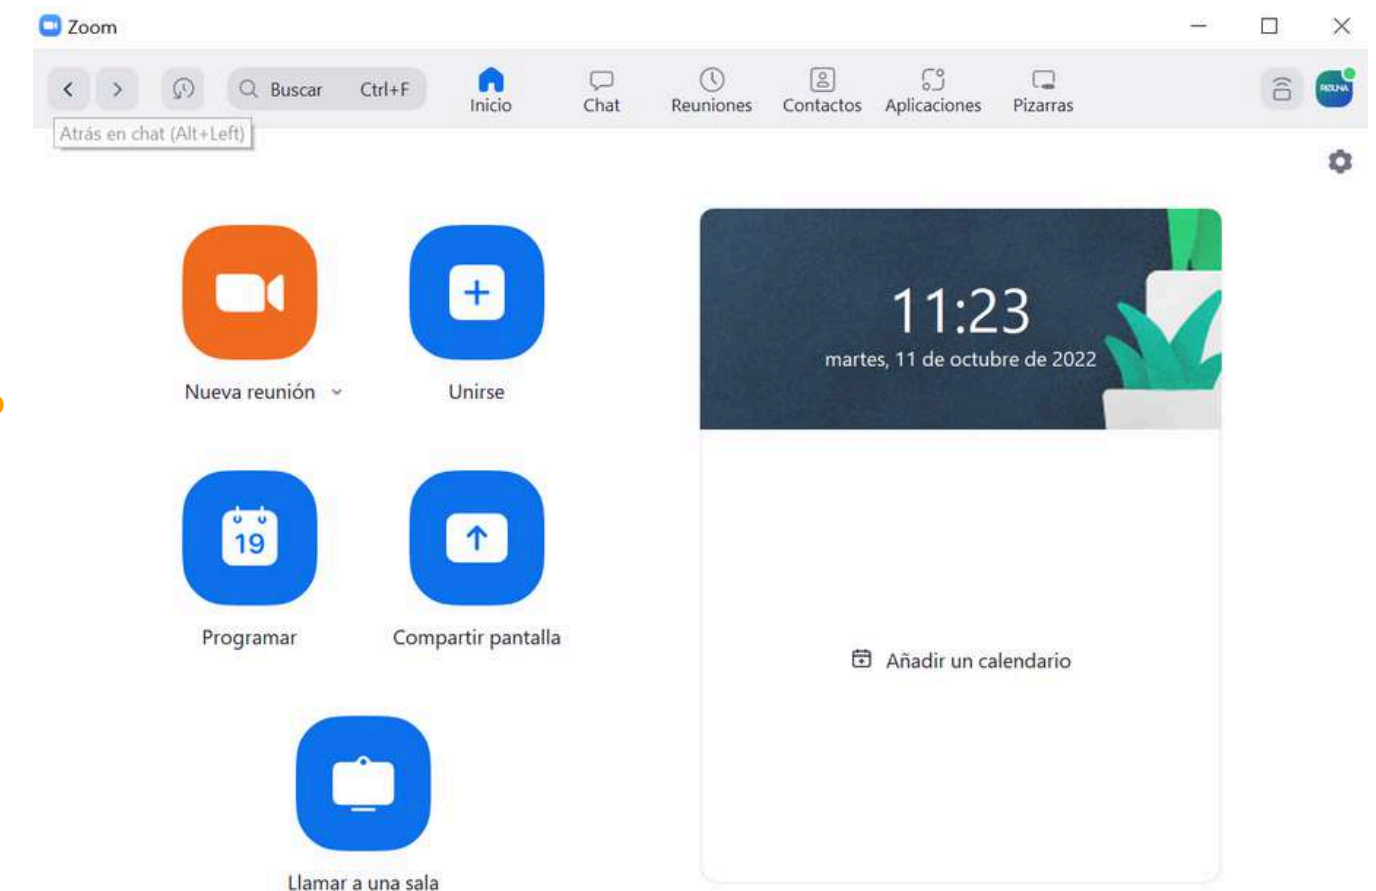 Zoom
Buscar Ctrl+F
Inicio
Chat
Reuniones
Contactos
Aplicaciones
Pizarras
Atrás en chat (Alt+Left)
11:23
martes, 11 de octubre de 2022
Nueva reunión
Unirse
19
Programar
Compartir pantalla
Añadir un calendario
Llamar a una sala